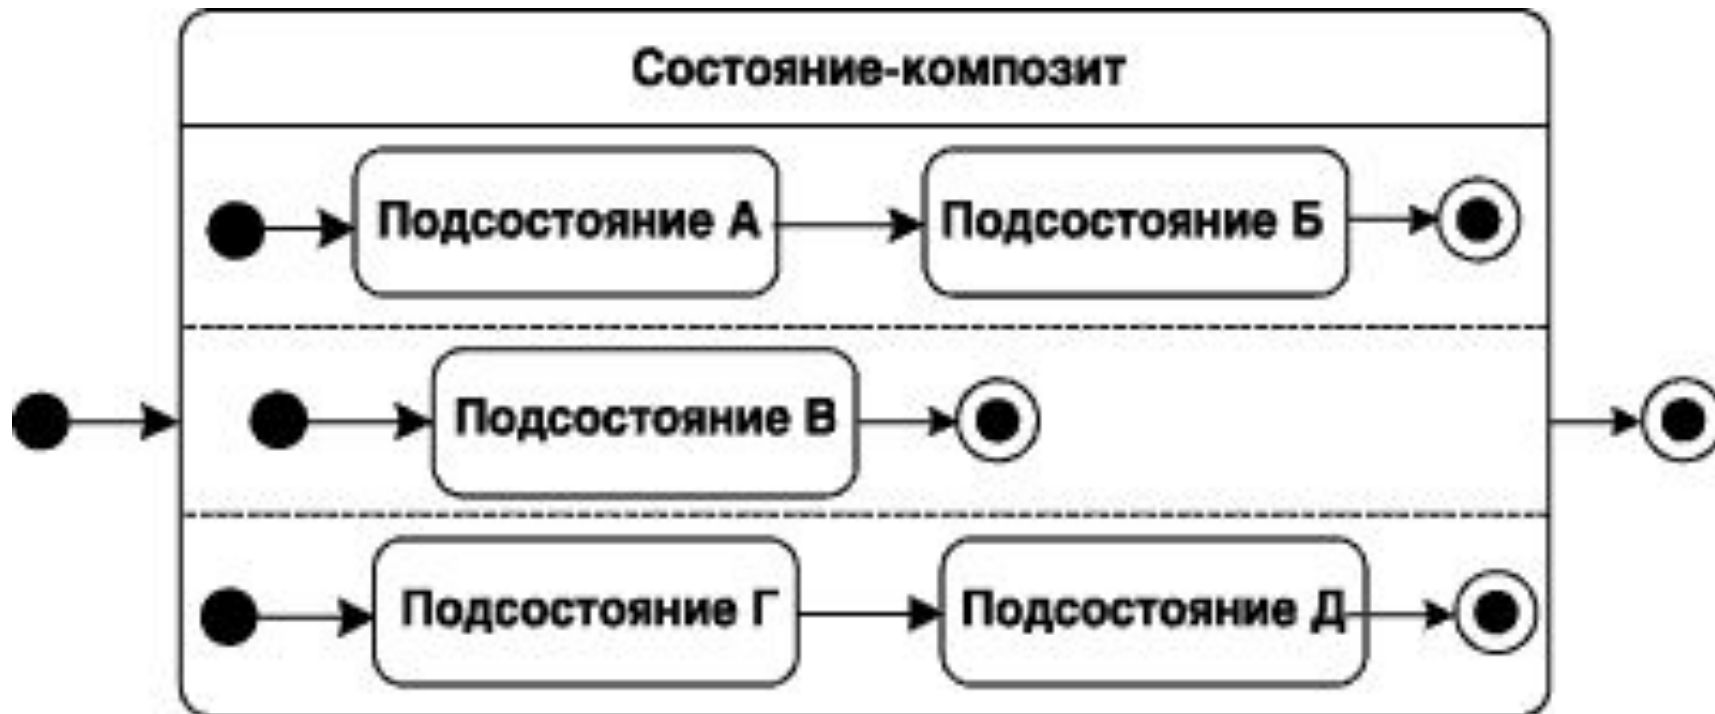 Состояние-композит
Подсостояние А
Подсостояние Б
Подсостояние В
Подсостояние Г
Подсостояние Д